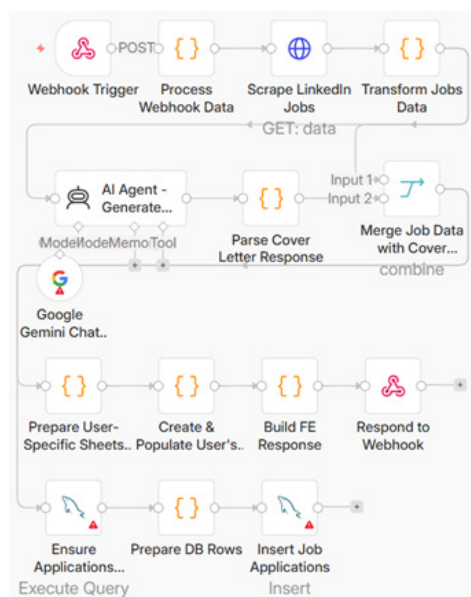 POST
Webhook Trigger
Process
Webhook Data
Scrape LinkedIn
Jobs
Transform Jobs
Data
GET: data
AI Agent -
Generate...
Input 1
Input 2
Model
Memo
Tool
Parse Cover
Letter Response
Merge Job Data
with Cover...
combine
Google
Gemini Chat..
Prepare User-
Specific Sheets..
Create &
Populate User's..
Build FE
Response
Respond to
Webhook
Ensure
Applications...
Prepare DB Rows
Insert Job
Applications
Execute Query
Insert